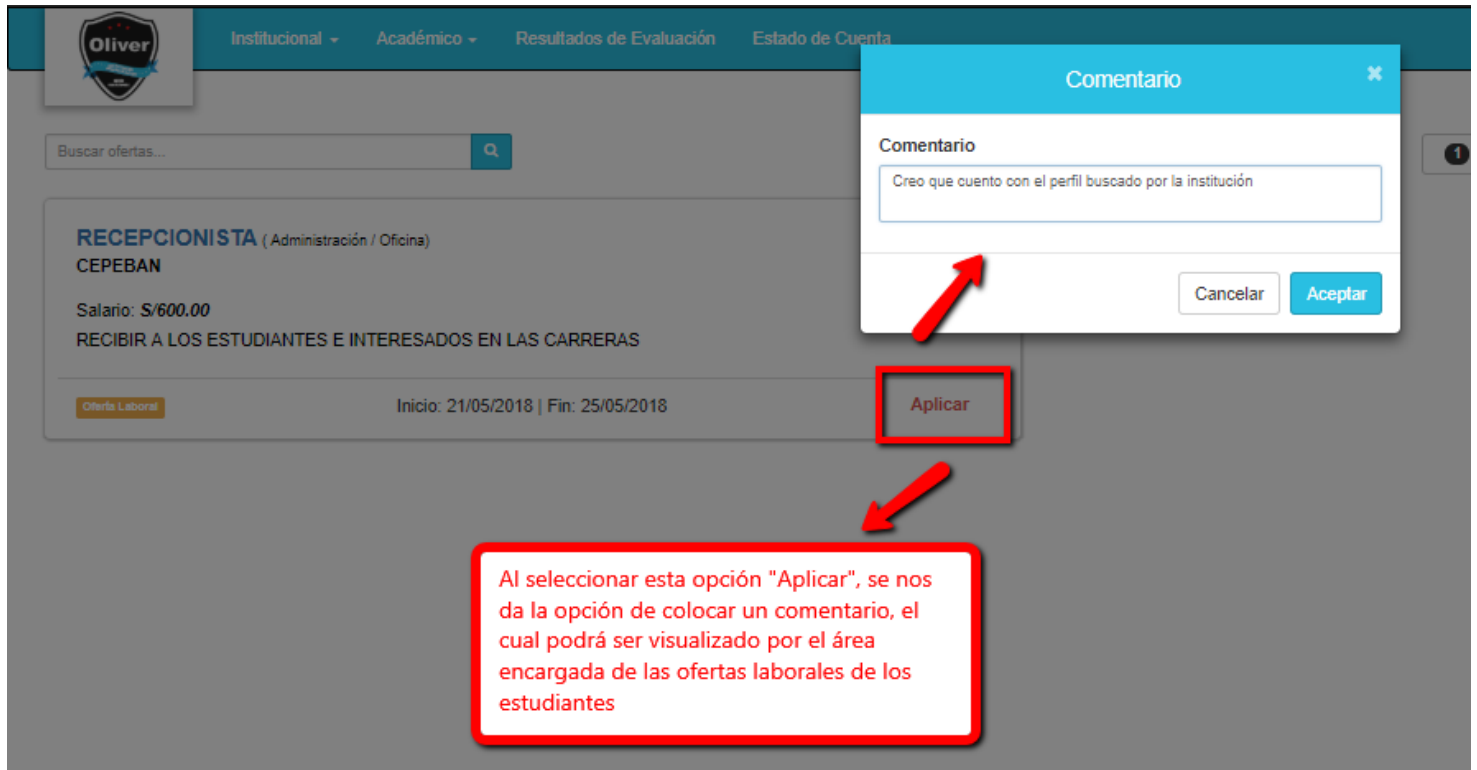 Oliver
Institucional Académico Resultados de Evaluación Estado de Cuenta
Comentario
Buscar ofertas...
Comentario
1
Creo que cuento con el perfil buscado por la institución
RECEPCIONISTA ( Administración / Oficina)
CEPEBAN
Cancelar Aceptar
Salario: S/600.00
RECIBIR A LOS ESTUDIANTES E INTERESADOS EN LAS CARRERAS
Oferta Laboral Inicio: 21/05/2018 | Fin: 25/05/2018 Aplicar
Al seleccionar esta opción "Aplicar", se nos
da la opción de colocar un comentario, el
cual podrá ser visualizado por el área
encargada de las ofertas laborales de los
estudiantes